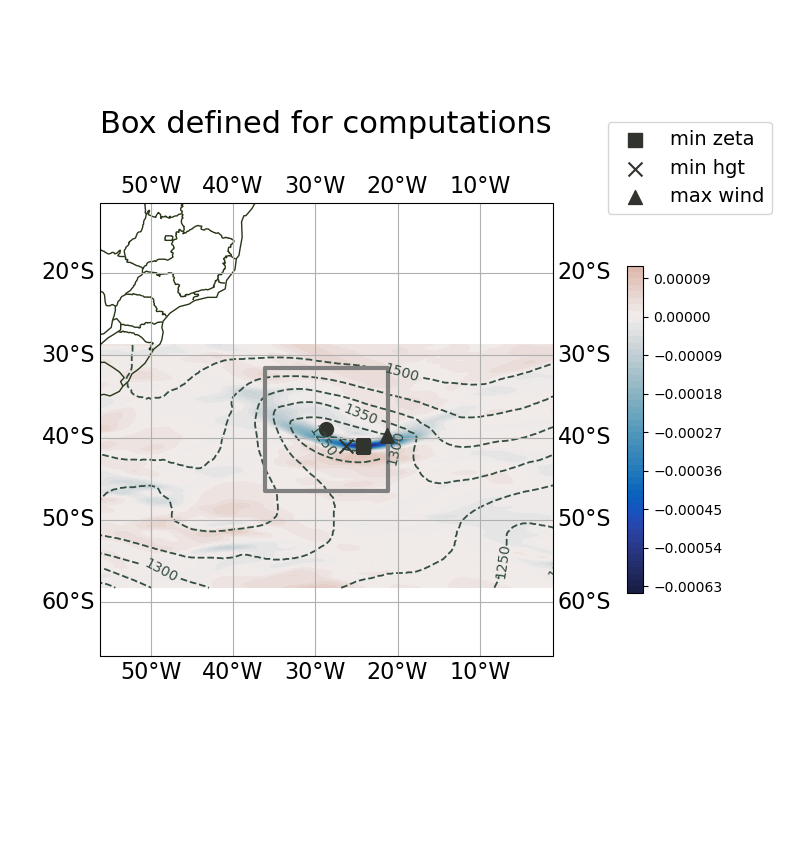 Box defined for computations
min zeta
min hgt
max wind
50°W 40°W 30°W 20°W 10°W
20°S 20°S
30°S 30°S
40°S 40°S
50°S 50°S
60°S 60°S
50°W 40°W 30°W 20°W 10°W
1500
1350
1300
1300
1250
0.00009
0.00000
−0.00009
−0.00018
−0.00027
−0.00036
−0.00045
−0.00054
−0.00063